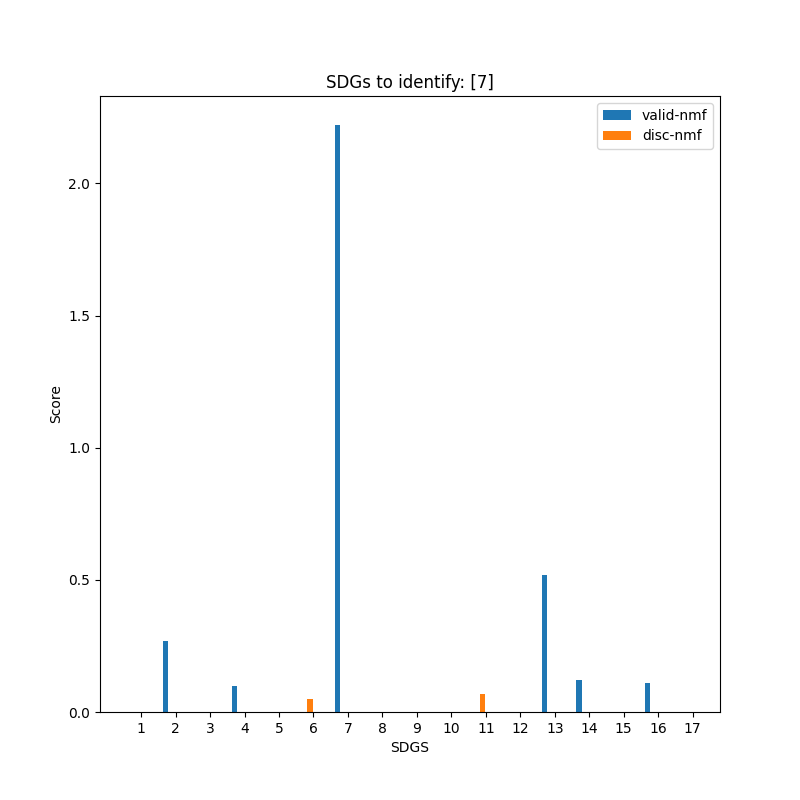 SDGs to identify: [7]
valid-nmf
disc-nmf
2.0
1.5
1.0
0.5
0.0
Score
1 2 3 4 5 6 7 8 9 10 11 12 13 14 15 16 17
SDGS